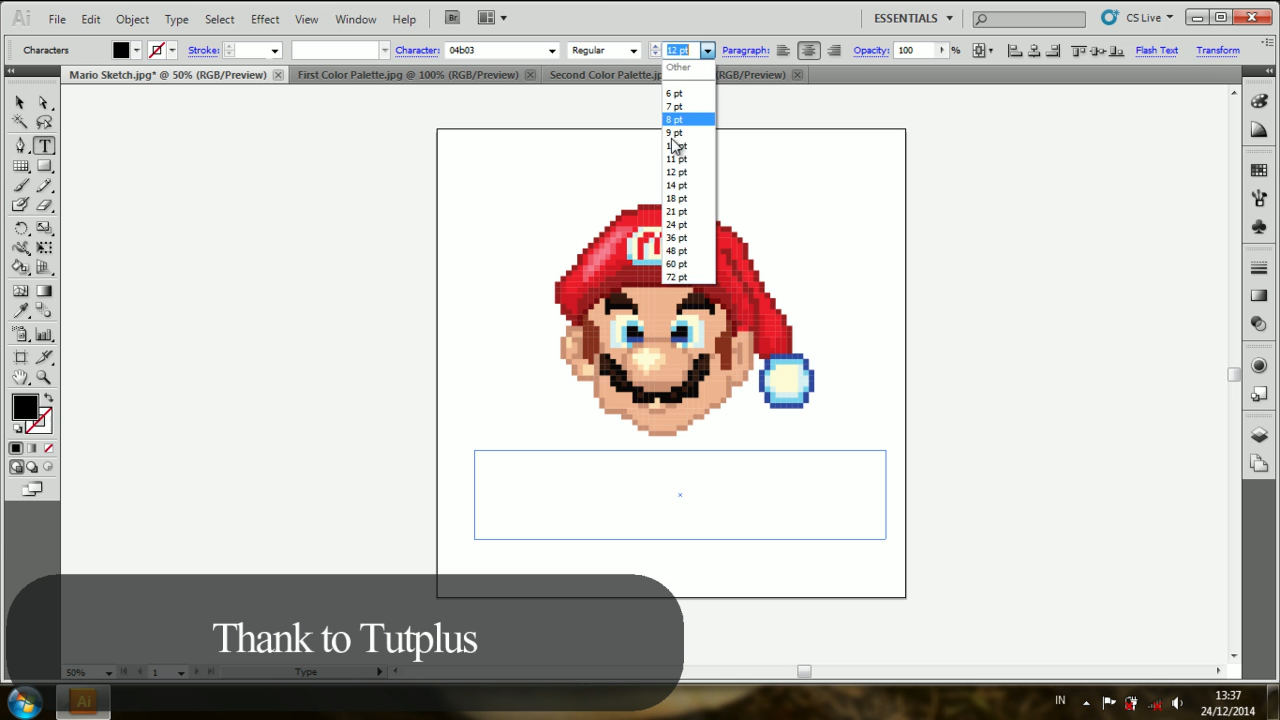 Ai File Edit Object Type Select Effect View Window Help Br ESSENTIALS CS Live
Characters Stroke: Character: 04b03 Regular 12 pt Paragraph: Opacity: 100 % Flash Text Transform
Mario Sketch.jpg* @ 50% (RGB/Preview) First Color Palette.jpg @ 100% (RGB/Preview) Second Color Palette.jp (RGB/Preview)
Other
6 pt
7 pt
8 pt
9 pt
11 pt
12 pt
14 pt
18 pt
21 pt
24 pt
36 pt
48 pt
60 pt
72 pt
T
Thank to Tutplus
50% 1 Type
Ai IN 13:37
24/12/2014